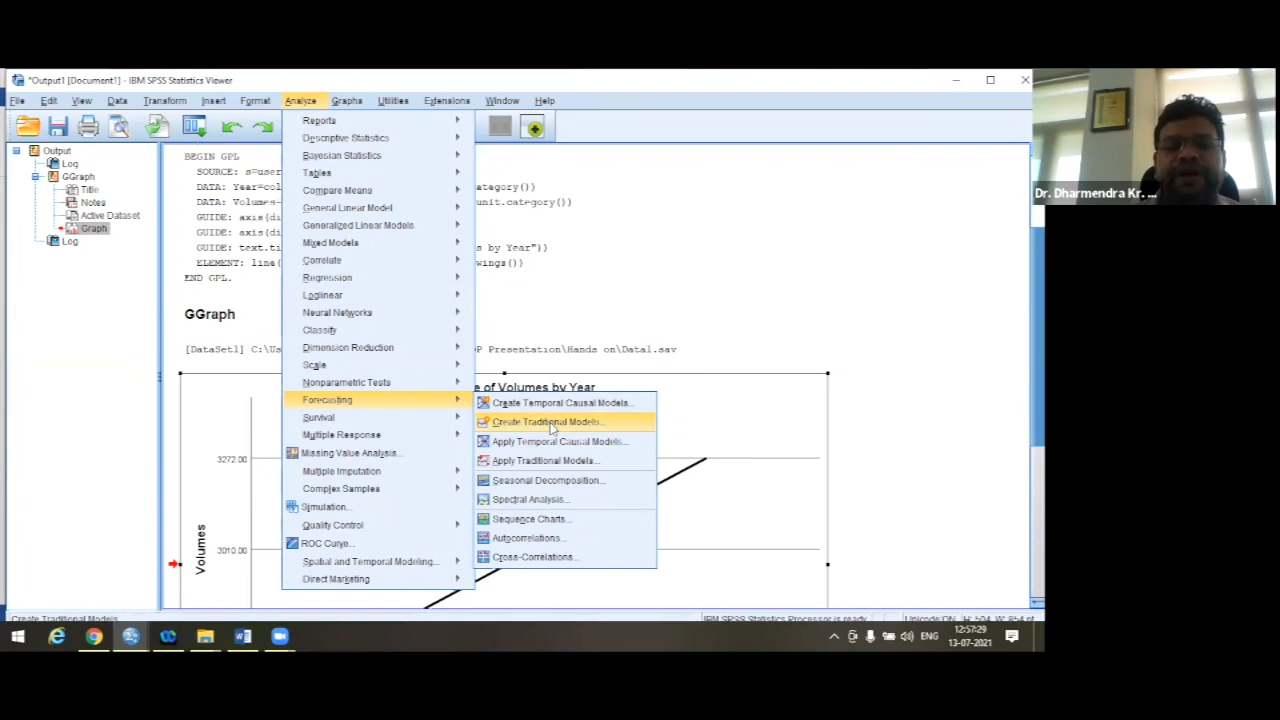 *Output1 [Document1] - IBM SPSS Statistics Viewer
File Edit View Data Transform Insert Format Analyze Graphs Utilities Extensions Window Help
Output
Log
GGraph
Title
Notes
Active Dataset
Graph
Log
BEGIN GPL
SOURCE: s=user
DATA: Year=col
ategory()
DATA: Volumes=
unit.category()
GUIDE: axis(di
GUIDE: axis(di
GUIDE: text.ti
s by Year"))
ELEMENT: line(
wings())
END GPL.
GGraph
[DataSet1] C:\Us
P Presentation\Hands on\Data1.sav
e of Volumes by Year
3272.00
3010.00
Volumes
Reports
Descriptive Statistics
Bayesian Statistics
Tables
Compare Means
General Linear Model
Generalized Linear Models
Mixed Models
Correlate
Regression
Loglinear
Neural Networks
Classify
Dimension Reduction
Scale
Nonparametric Tests
Forecasting
Survival
Multiple Response
Missing Value Analysis...
Multiple Imputation
Complex Samples
Simulation...
Quality Control
ROC Curve...
Spatial and Temporal Modeling...
Direct Marketing
Create Temporal Causal Models...
Create Traditional Models...
Apply Temporal Causal Models...
Apply Traditional Models...
Seasonal Decomposition...
Spectral Analysis...
Sequence Charts...
Autocorrelations...
Cross-Correlations...
Create Traditional Models
IBM SPSS Statistics Processor is ready
Unicode:ON H: 504, W: 854 pt
ENG
12:57:29
13-07-2021
Dr. Dharmendra Kr. ...